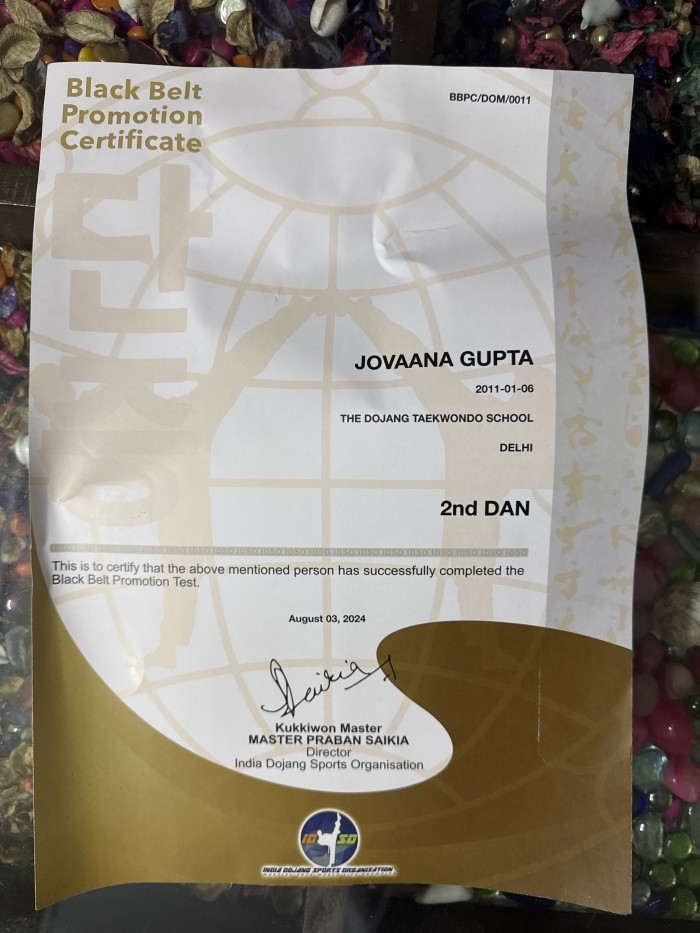 Black Belt
Promotion
Certificate
BBPC/DOM/0011
JOVAANA GUPTA
2011-01-06
THE DOJANG TAEKWONDO SCHOOL
DELHI
2nd DAN
This is to certify that the above mentioned person has successfully completed the
Black Belt Promotion Test.
August 03, 2024
Saikia
Kukkiwon Master
MASTER PRABAN SAIKIA
Director
India Dojang Sports Organisation
IDSO
INDIA DOJANG SPORTS ORGANISATION